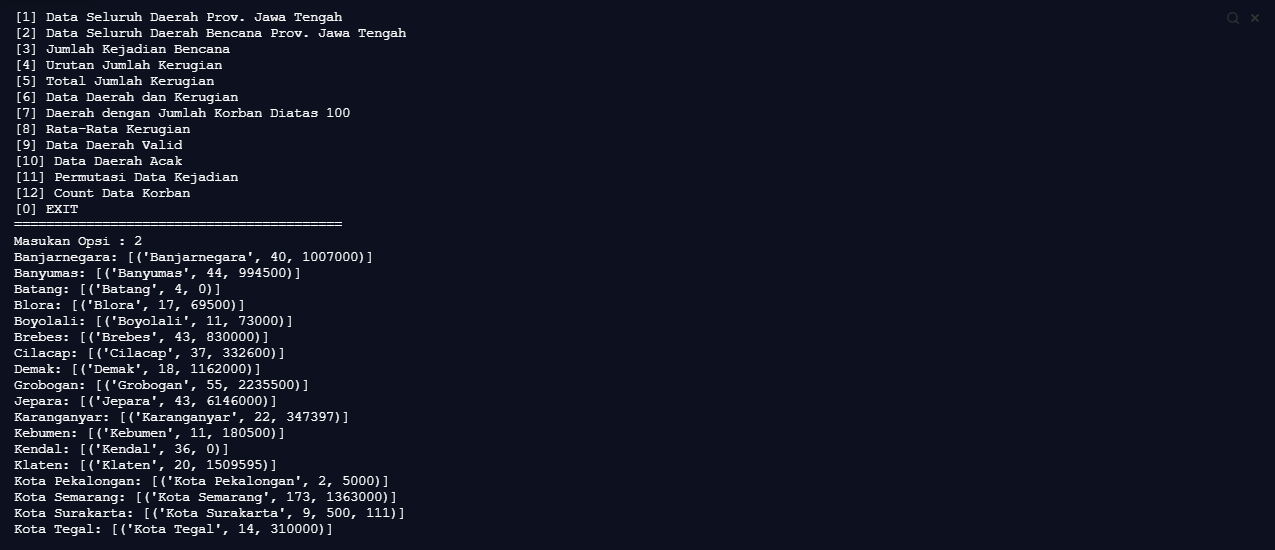 [1] Data Seluruh Daerah Prov. Jawa Tengah
[2] Data Seluruh Daerah Bencana Prov. Jawa Tengah
[3] Jumlah Kejadian Bencana
[4] Urutan Jumlah Kerugian
[5] Total Jumlah Kerugian
[6] Data Daerah dan Kerugian
[7] Daerah dengan Jumlah Korban Diatas 100
[8] Rata-Rata Kerugian
[9] Data Daerah Valid
[10] Data Daerah Acak
[11] Permutasi Data Kejadian
[12] Count Data Korban
[0] EXIT
=========================================
Masukan Opsi : 2
Banjarnegara: [('Banjarnegara', 40, 1007000)]
Banyumas: [('Banyumas', 44, 994500)]
Batang: [('Batang', 4, 0)]
Blora: [('Blora', 17, 69500)]
Boyolali: [('Boyolali', 11, 73000)]
Brebes: [('Brebes', 43, 830000)]
Cilacap: [('Cilacap', 37, 332600)]
Demak: [('Demak', 18, 1162000)]
Grobogan: [('Grobogan', 55, 2235500)]
Jepara: [('Jepara', 43, 6146000)]
Karanganyar: [('Karanganyar', 22, 347397)]
Kebumen: [('Kebumen', 11, 180500)]
Kendal: [('Kendal', 36, 0)]
Klaten: [('Klaten', 20, 1509595)]
Kota Pekalongan: [('Kota Pekalongan', 2, 5000)]
Kota Semarang: [('Kota Semarang', 173, 1363000)]
Kota Surakarta: [('Kota Surakarta', 9, 500, 111)]
Kota Tegal: [('Kota Tegal', 14, 310000)]